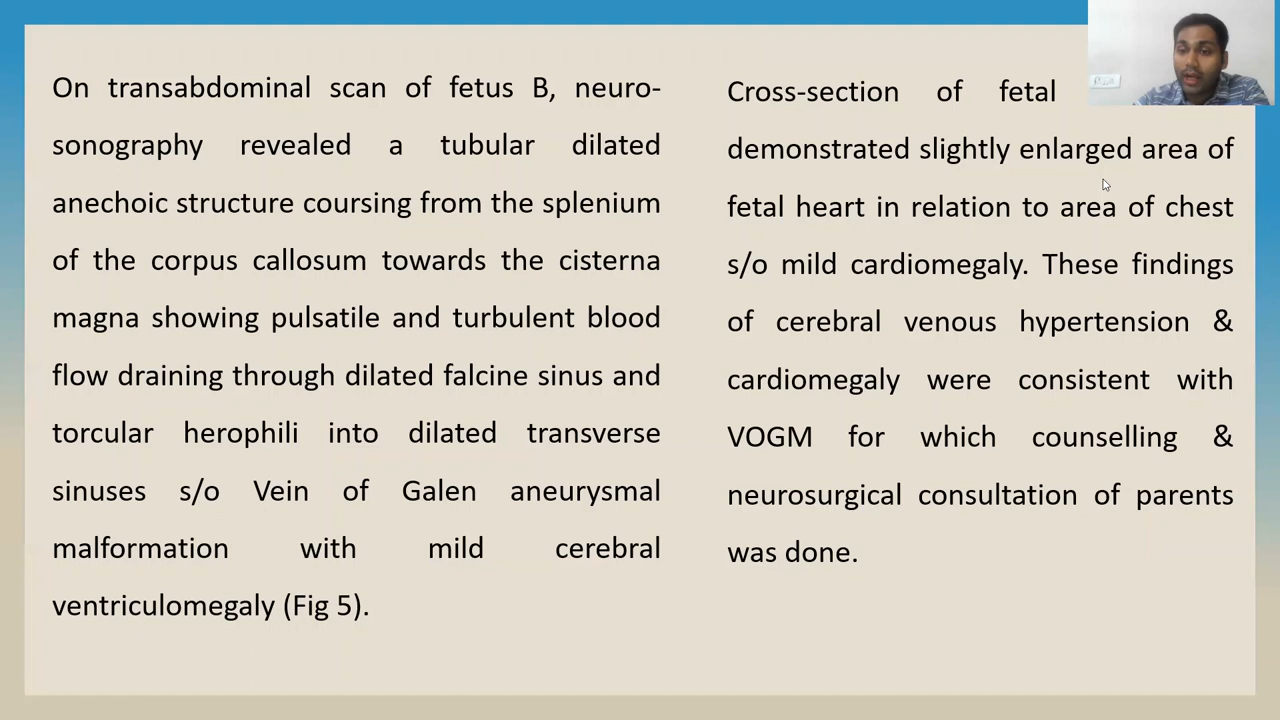 On transabdominal scan of fetus B, neuro-
sonography revealed a tubular dilated
anechoic structure coursing from the splenium
of the corpus callosum towards the cisterna
magna showing pulsatile and turbulent blood
flow draining through dilated falcine sinus and
torcular herophili into dilated transverse
sinuses s/o Vein of Galen aneurysmal
malformation with mild cerebral
ventriculomegaly (Fig 5).
Cross-section of fetal
demonstrated slightly enlarged area of
fetal heart in relation to area of chest
s/o mild cardiomegaly. These findings
of cerebral venous hypertension &
cardiomegaly were consistent with
VOGM for which counselling &
neurosurgical consultation of parents
was done.